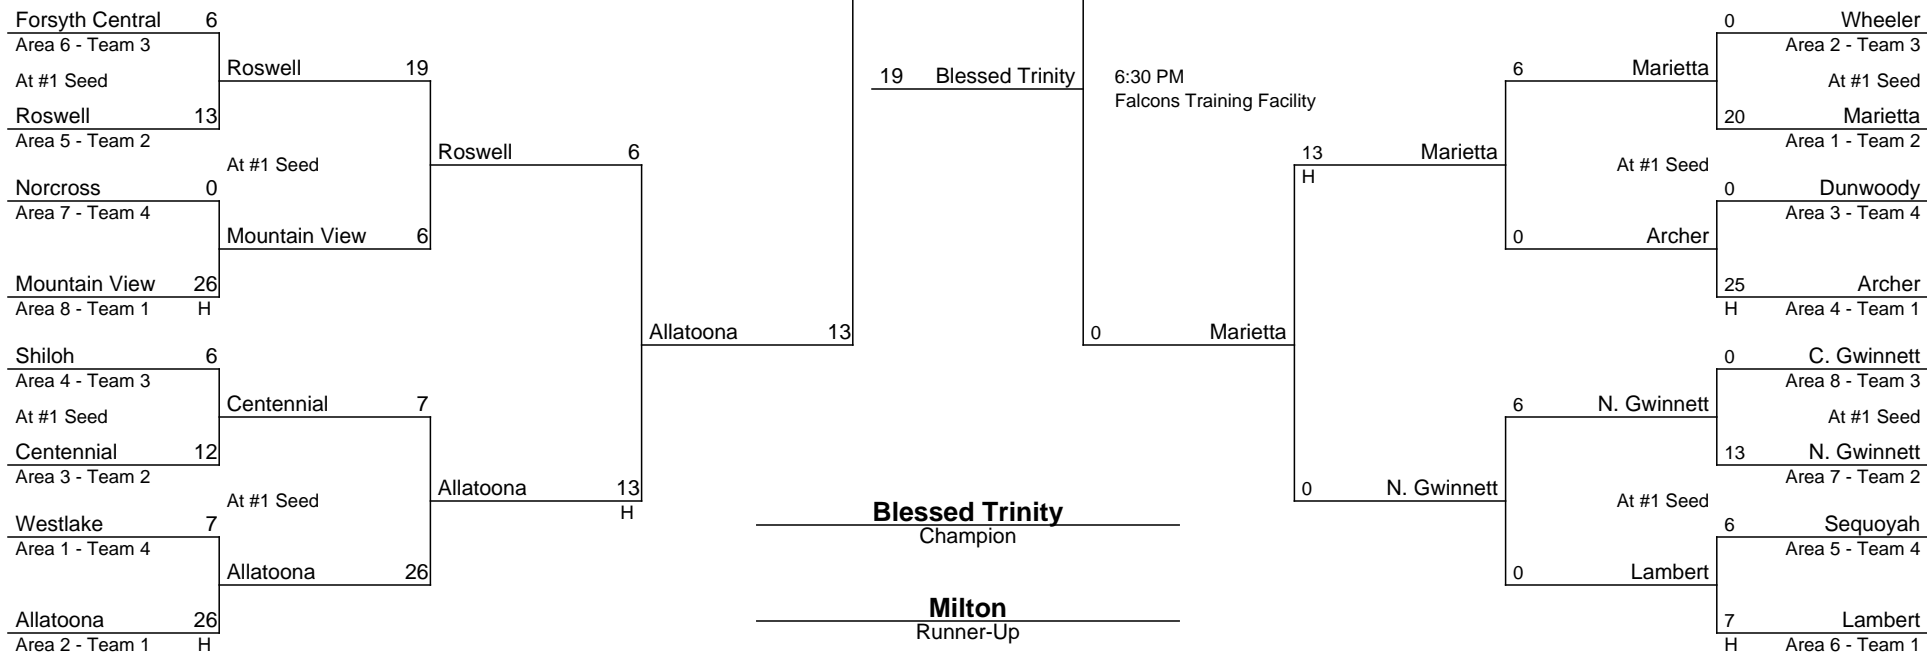 Forsyth Central 6
Area 6 - Team 3
At #1 Seed
Roswell 13
Area 5 - Team 2
Norcross 0
Area 7 - Team 4
Mountain View 26
Area 8 - Team 1 H
Shiloh 6
Area 4 - Team 3
At #1 Seed
Centennial 12
Area 3 - Team 2
Westlake 7
Area 1 - Team 4
Allatoona 26
Area 2 - Team 1 H
Roswell 19
At #1 Seed
Mountain View 6
Centennial 7
At #1 Seed
Allatoona 26
Roswell 6
Allatoona 13
H
Allatoona 13
19 Blessed Trinity
6:30 PM
Falcons Training Facility
Blessed Trinity
Champion
Milton
Runner-Up
0 Marietta
13 Marietta
H
0 N. Gwinnett
6 Marietta
At #1 Seed
0 Archer
6 N. Gwinnett
At #1 Seed
0 Lambert
0 Wheeler
Area 2 - Team 3
At #1 Seed
20 Marietta
Area 1 - Team 2
0 Dunwoody
Area 3 - Team 4
25 Archer
H Area 4 - Team 1
0 C. Gwinnett
Area 8 - Team 3
At #1 Seed
13 N. Gwinnett
Area 7 - Team 2
6 Sequoyah
Area 5 - Team 4
7 Lambert
H Area 6 - Team 1